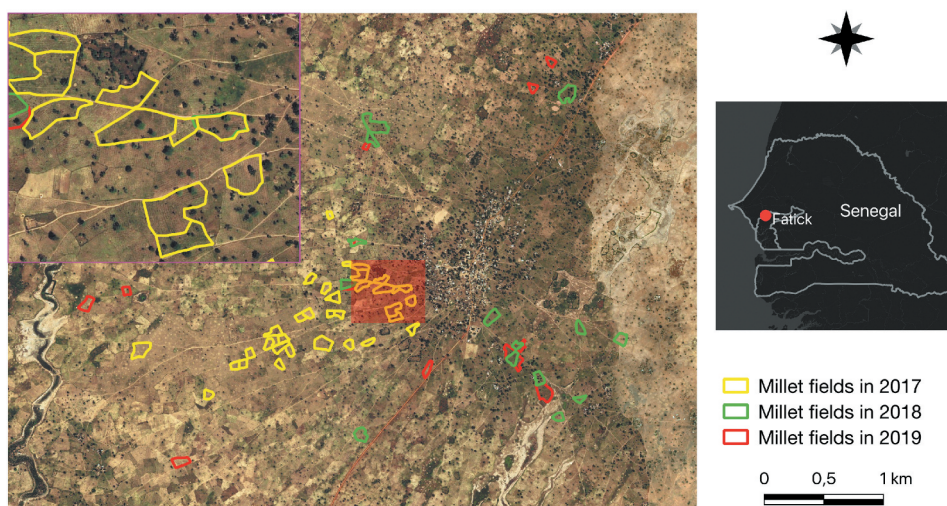 Fatick
Senegal
Millet fields in 2017
Millet fields in 2018
Millet fields in 2019
0 0,5 1 km